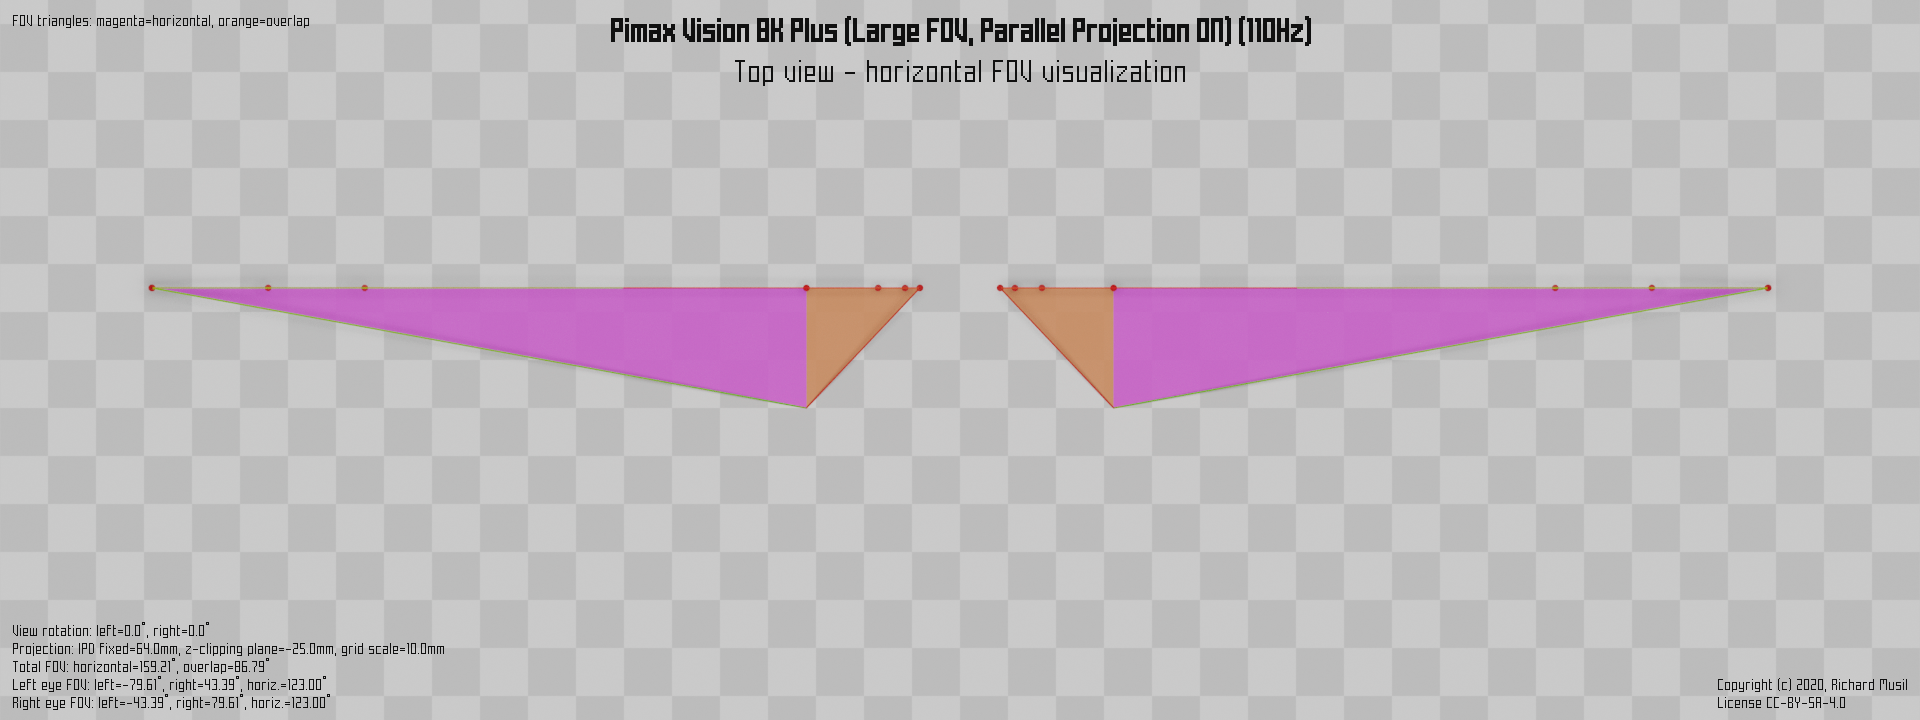 FOV triangles: magenta=horizontal, orange=overlap
Pimax Vision 8K Plus (Large FOV, Parallel Projection ON) (110Hz)
Top view - horizontal FOV visualization
View rotation: left=0.0°, right=0.0°
Projection: IPD fixed=64.0mm, z-clipping plane=-25.0mm, grid scale=10.0mm
Total FOV: horizontal=159.21°, overlap=86.79°
Left eye FOV: left=-79.61°, right=43.39°, horiz.=123.00°
Right eye FOV: left=-43.39°, right=79.61°, horiz.=123.00°
Copyright (c) 2020, Richard Musil
License CC-BY-SA-4.0